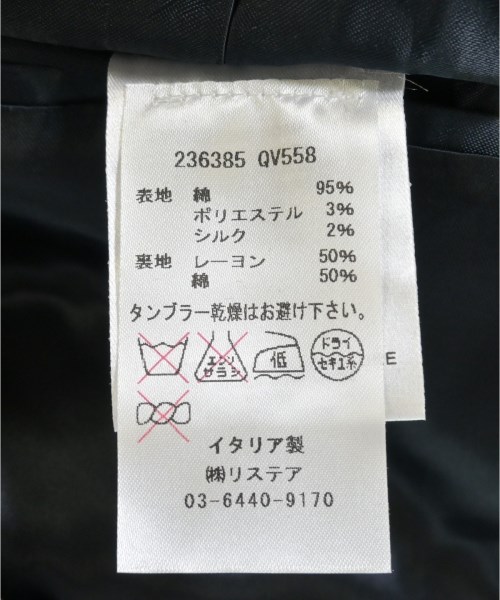 236385 QV558
表地 綿 95%
ポリエステル 3%
シルク 2%
裏地 レーヨン 50%
綿 50%
タンブラー乾燥はお避け下さい。
エンソ
サラシ
低
ドライ
セキユ系
E
イタリア製
㈱リステア
03-6440-9170